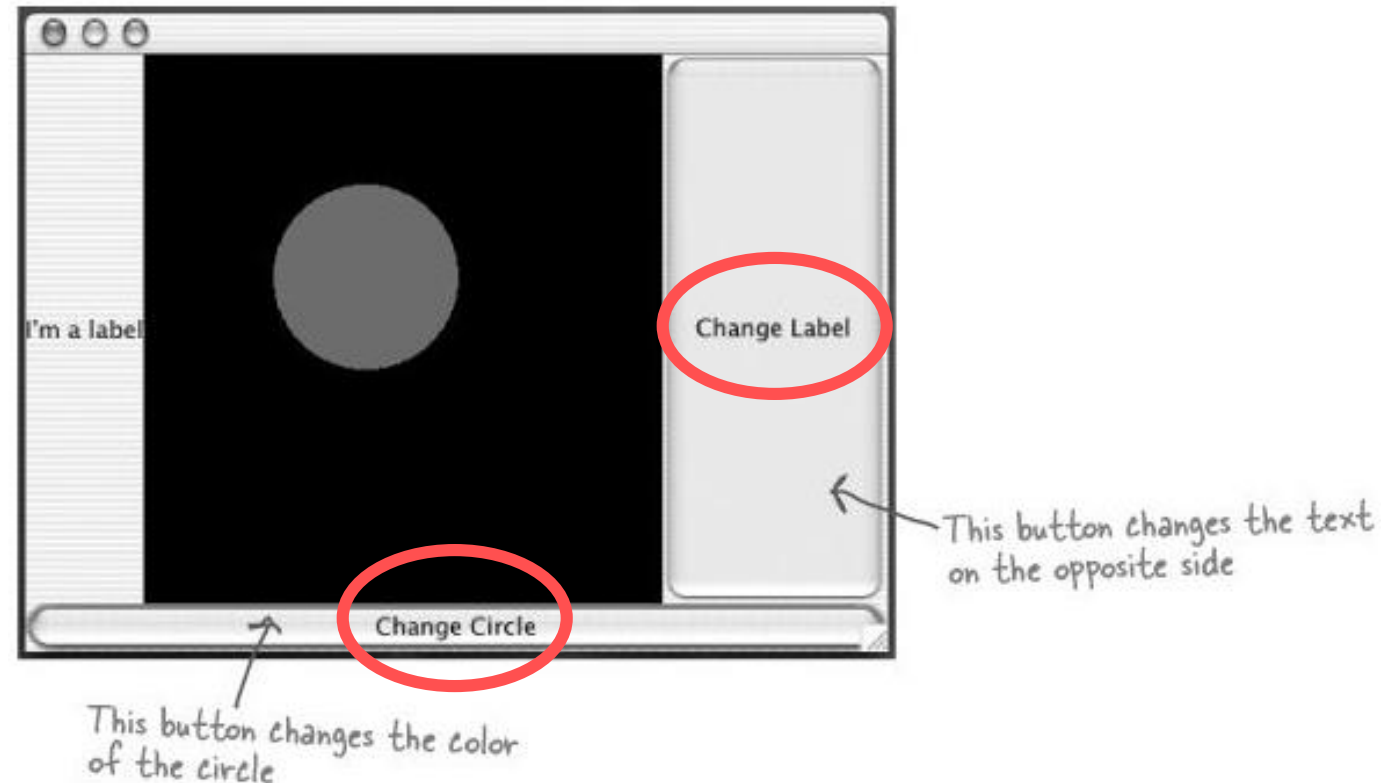 I'm a label
Change Label
This button changes the text
on the opposite side
Change Circle
This button changes the color
of the circle